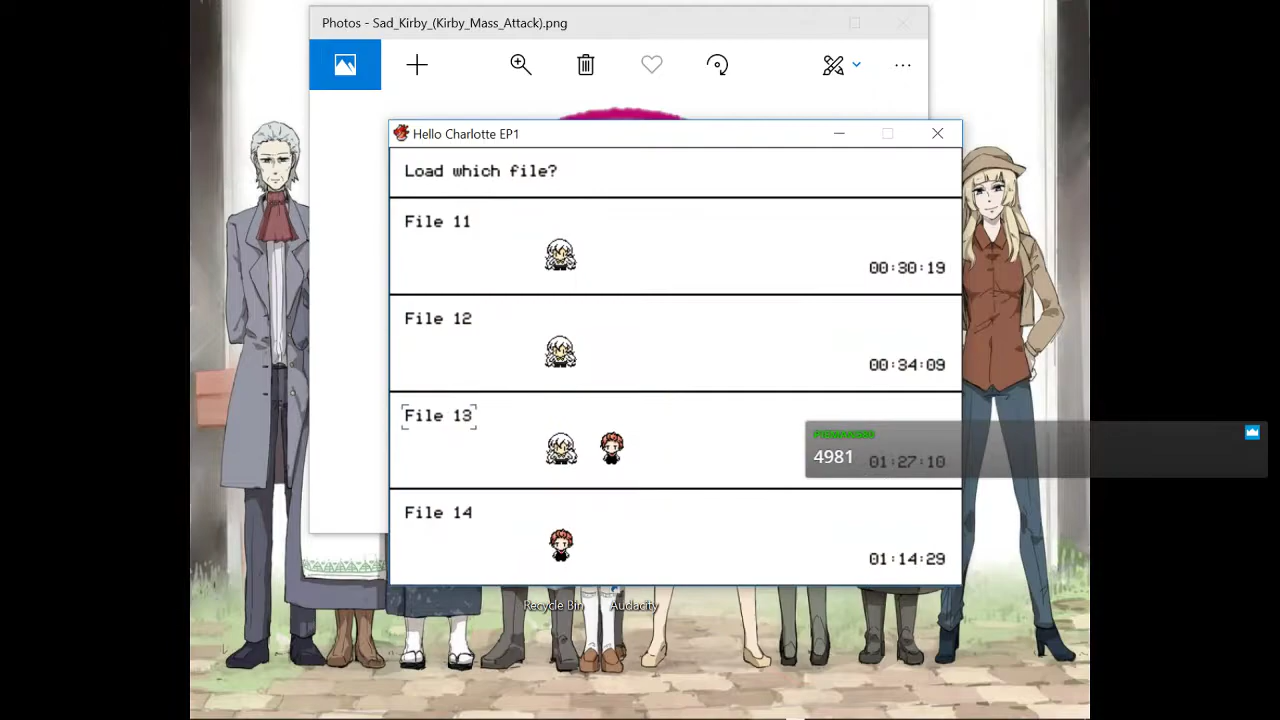 Photos - Sad_Kirby_(Kirby_Mass_Attack).png
Hello Charlotte EP1
Load which file?
File 11
00:30:19
File 12
00:34:09
File 13
4981
01:27:10
File 14
01:14:29
Recycle Bin
Audacity